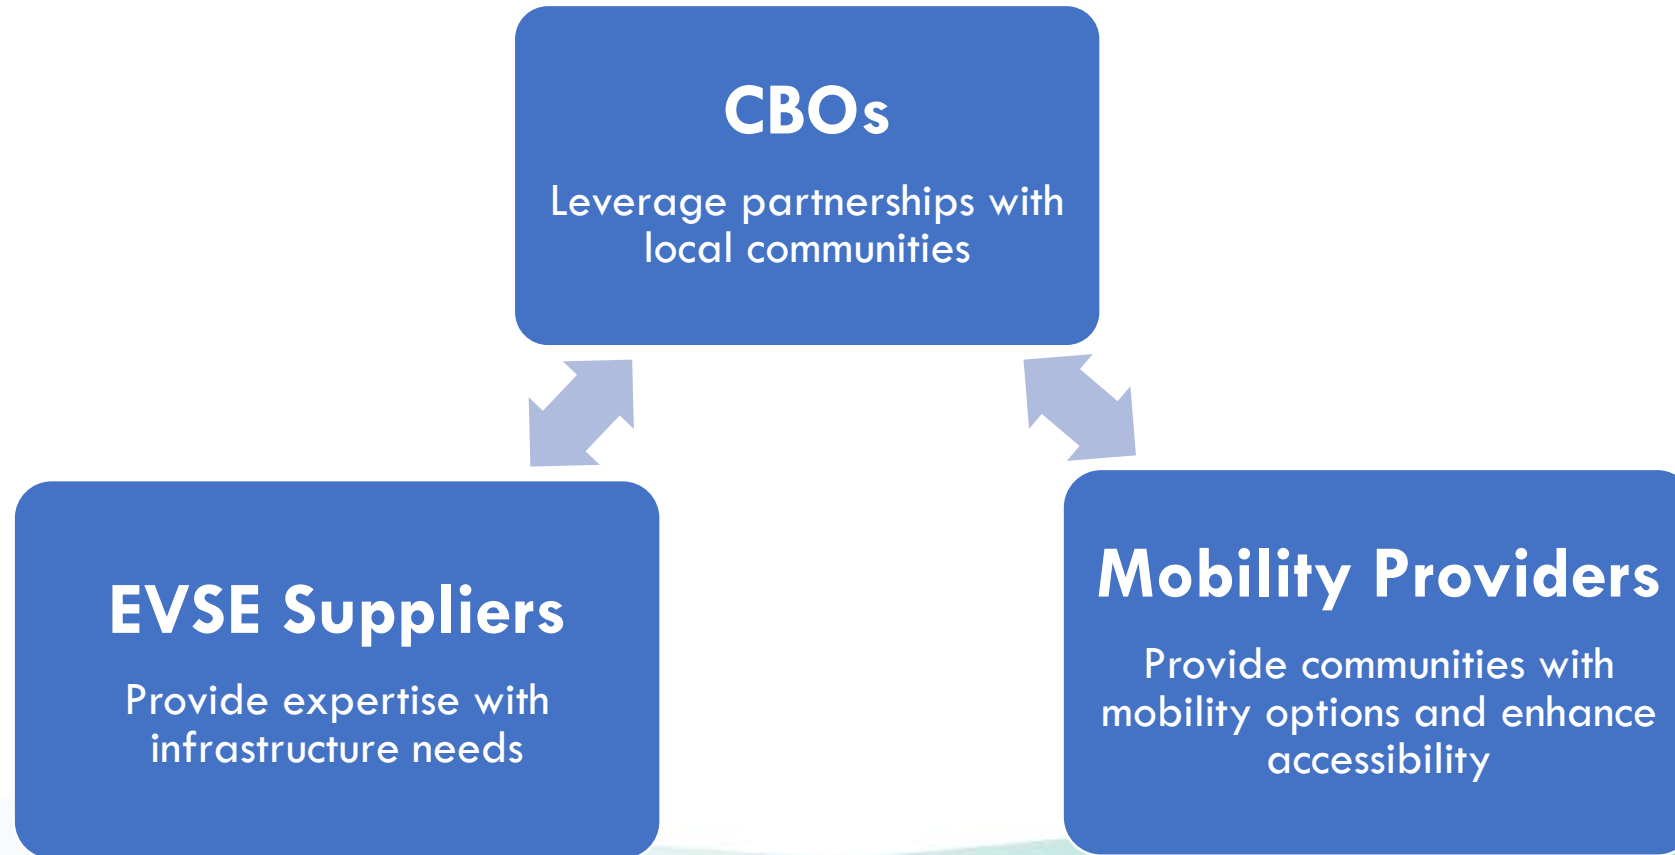 CBOs
Leverage partnerships with
local communities
EVSE Suppliers
Provide expertise with
infrastructure needs
Mobility Providers
Provide communities with
mobility options and enhance
accessibility